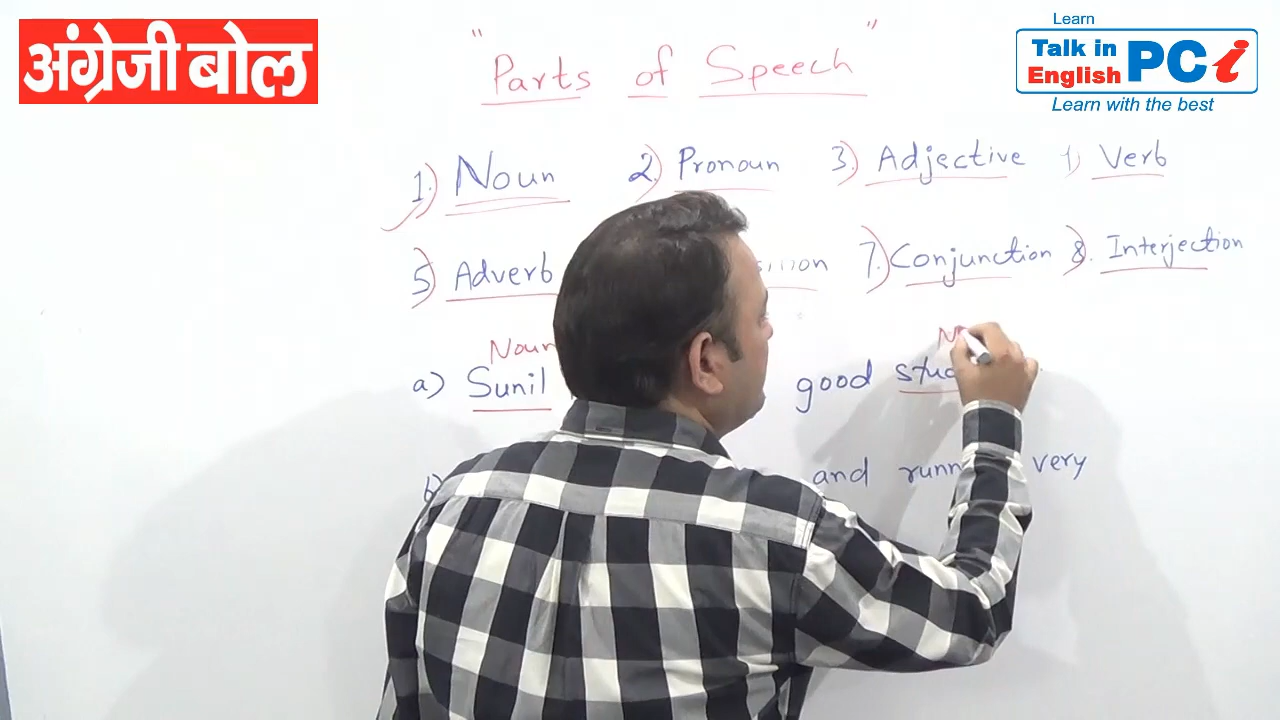 अंग्रेजी बोल
Learn
Talk in English PCi
Learn with the best
"Parts of Speech"
1.) Noun 2.) Pronoun 3.) Adjective 4.) Verb
5) Adverb 7.) Conjunction 8.) Interjection
Noun
a) Sunil good
and very